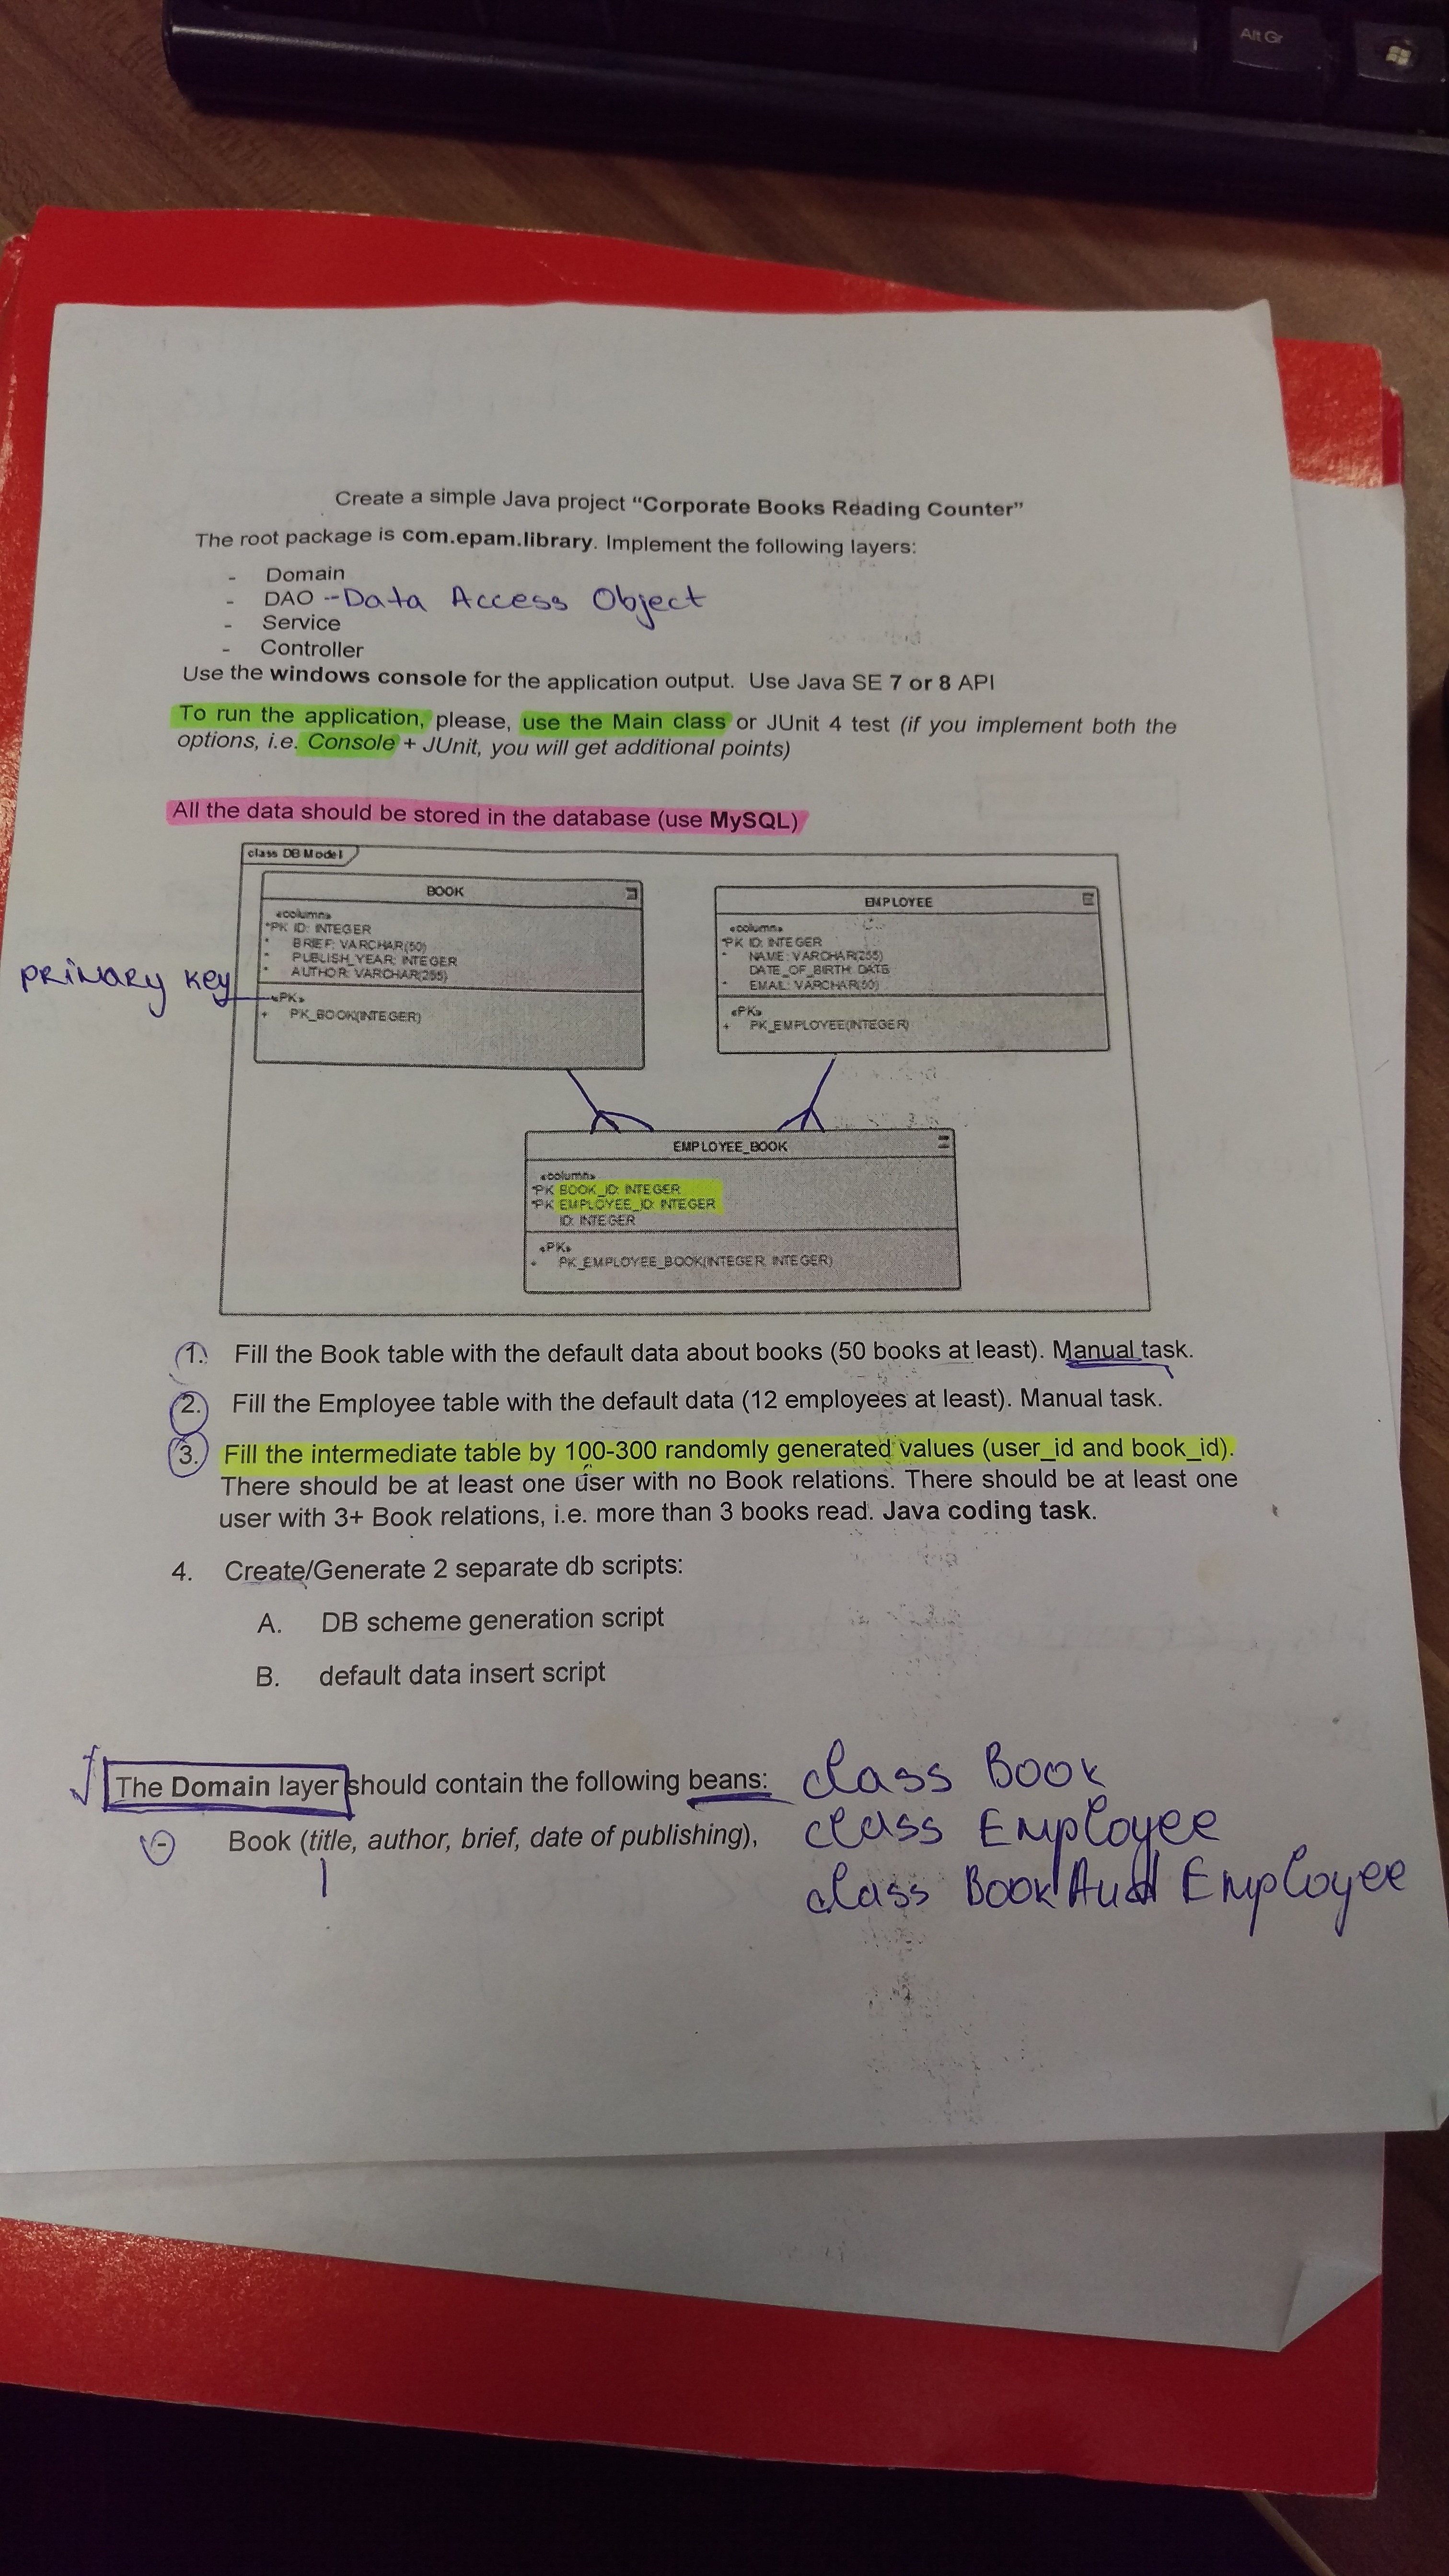 Alt Gr
Create a simple Java project “Corporate Books Reading Counter”
The root package is com.epam.library. Implement the following layers:
- Domain
- DAO -- Data Access Object
- Service
- Controller
Use the windows console for the application output. Use Java SE 7 or 8 API
To run the application, please, use the Main class or JUnit 4 test (if you implement both the
options, i.e. Console + JUnit, you will get additional points)
All the data should be stored in the database (use MySQL)
class DB Model
BOOK
«column»
*PK ID: INTEGER
* BRIEF: VARCHAR(50)
* PUBLISH_YEAR: INTEGER
* AUTHOR: VARCHAR(255)
«PK»
+ PK_BOOK(INTEGER)
PRIMARY KEY
EMPLOYEE
«column»
*PK ID: INTEGER
* NAME: VARCHAR(255)
DATE_OF_BIRTH: DATE
* EMAIL: VARCHAR(50)
«PK»
+ PK_EMPLOYEE(INTEGER)
EMPLOYEE_BOOK
«column»
*PK BOOK_ID: INTEGER
*PK EMPLOYEE_ID: INTEGER
ID: INTEGER
«PK»
+ PK_EMPLOYEE_BOOK(INTEGER, INTEGER)
1. Fill the Book table with the default data about books (50 books at least). Manual task.
2. Fill the Employee table with the default data (12 employees at least). Manual task.
3. Fill the intermediate table by 100-300 randomly generated values (user_id and book_id).
There should be at least one user with no Book relations. There should be at least one
user with 3+ Book relations, i.e. more than 3 books read. Java coding task.
4. Create/Generate 2 separate db scripts:
A. DB scheme generation script
B. default data insert script
The Domain layer should contain the following beans: class Book
- Book (title, author, brief, date of publishing), class Employee
class BookAnd Employee